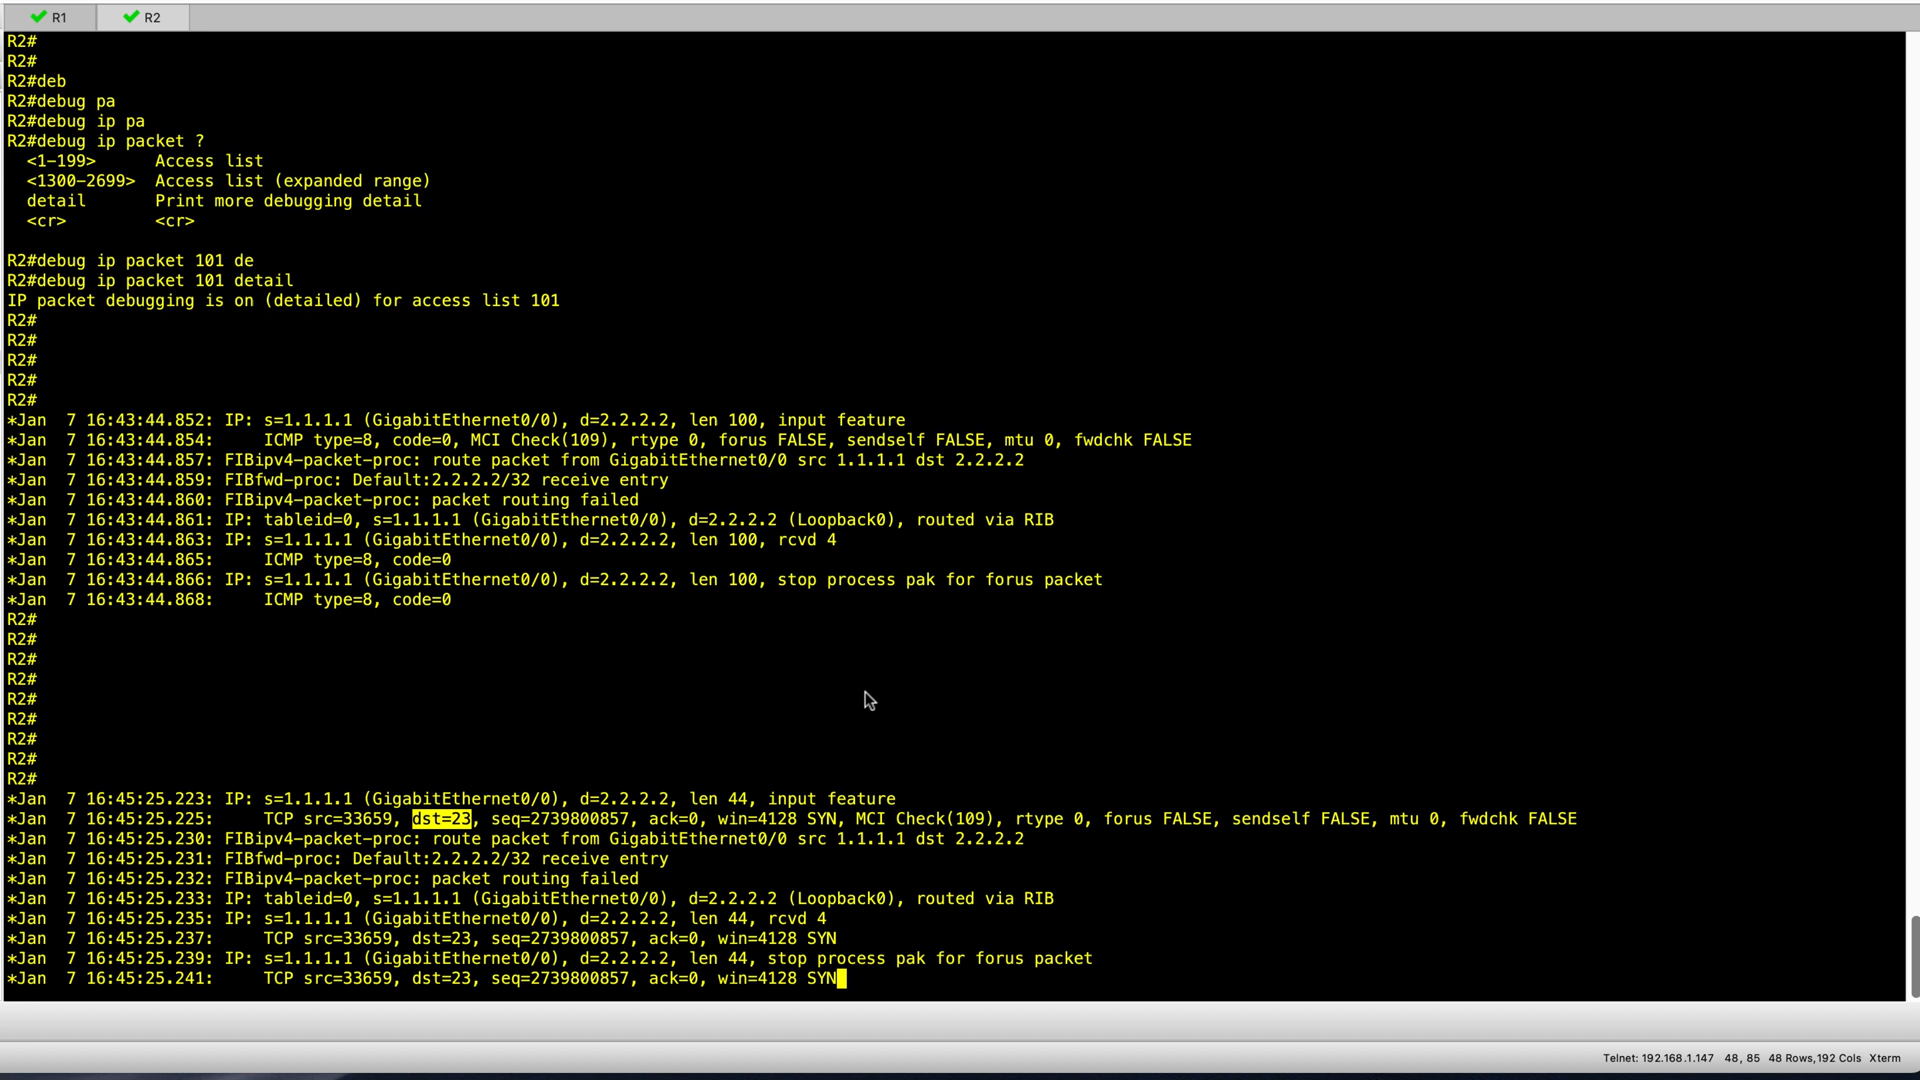 R1 R2
R2#
R2#
R2#deb
R2#debug pa
R2#debug ip pa
R2#debug ip packet ?
  <1-199>      Access list
  <1300-2699>  Access list (expanded range)
  detail       Print more debugging detail
  <cr>         <cr>
R2#debug ip packet 101 de
R2#debug ip packet 101 detail
IP packet debugging is on (detailed) for access list 101
R2#
R2#
R2#
R2#
R2#
*Jan  7 16:43:44.852: IP: s=1.1.1.1 (GigabitEthernet0/0), d=2.2.2.2, len 100, input feature
*Jan  7 16:43:44.854:     ICMP type=8, code=0, MCI Check(109), rtype 0, forus FALSE, sendself FALSE, mtu 0, fwdchk FALSE
*Jan  7 16:43:44.857: FIBipv4-packet-proc: route packet from GigabitEthernet0/0 src 1.1.1.1 dst 2.2.2.2
*Jan  7 16:43:44.859: FIBfwd-proc: Default:2.2.2.2/32 receive entry
*Jan  7 16:43:44.860: FIBipv4-packet-proc: packet routing failed
*Jan  7 16:43:44.861: IP: tableid=0, s=1.1.1.1 (GigabitEthernet0/0), d=2.2.2.2 (Loopback0), routed via RIB
*Jan  7 16:43:44.863: IP: s=1.1.1.1 (GigabitEthernet0/0), d=2.2.2.2, len 100, rcvd 4
*Jan  7 16:43:44.865:     ICMP type=8, code=0
*Jan  7 16:43:44.866: IP: s=1.1.1.1 (GigabitEthernet0/0), d=2.2.2.2, len 100, stop process pak for forus packet
*Jan  7 16:43:44.868:     ICMP type=8, code=0
R2#
R2#
R2#
R2#
R2#
R2#
R2#
R2#
R2#
*Jan  7 16:45:25.223: IP: s=1.1.1.1 (GigabitEthernet0/0), d=2.2.2.2, len 44, input feature
*Jan  7 16:45:25.225:     TCP src=33659, dst=23, seq=2739800857, ack=0, win=4128 SYN, MCI Check(109), rtype 0, forus FALSE, sendself FALSE, mtu 0, fwdchk FALSE
*Jan  7 16:45:25.230: FIBipv4-packet-proc: route packet from GigabitEthernet0/0 src 1.1.1.1 dst 2.2.2.2
*Jan  7 16:45:25.231: FIBfwd-proc: Default:2.2.2.2/32 receive entry
*Jan  7 16:45:25.232: FIBipv4-packet-proc: packet routing failed
*Jan  7 16:45:25.233: IP: tableid=0, s=1.1.1.1 (GigabitEthernet0/0), d=2.2.2.2 (Loopback0), routed via RIB
*Jan  7 16:45:25.235: IP: s=1.1.1.1 (GigabitEthernet0/0), d=2.2.2.2, len 44, rcvd 4
*Jan  7 16:45:25.237:     TCP src=33659, dst=23, seq=2739800857, ack=0, win=4128 SYN
*Jan  7 16:45:25.239: IP: s=1.1.1.1 (GigabitEthernet0/0), d=2.2.2.2, len 44, stop process pak for forus packet
*Jan  7 16:45:25.241:     TCP src=33659, dst=23, seq=2739800857, ack=0, win=4128 SYN
Telnet: 192.168.1.147 48, 85 48 Rows,192 Cols Xterm